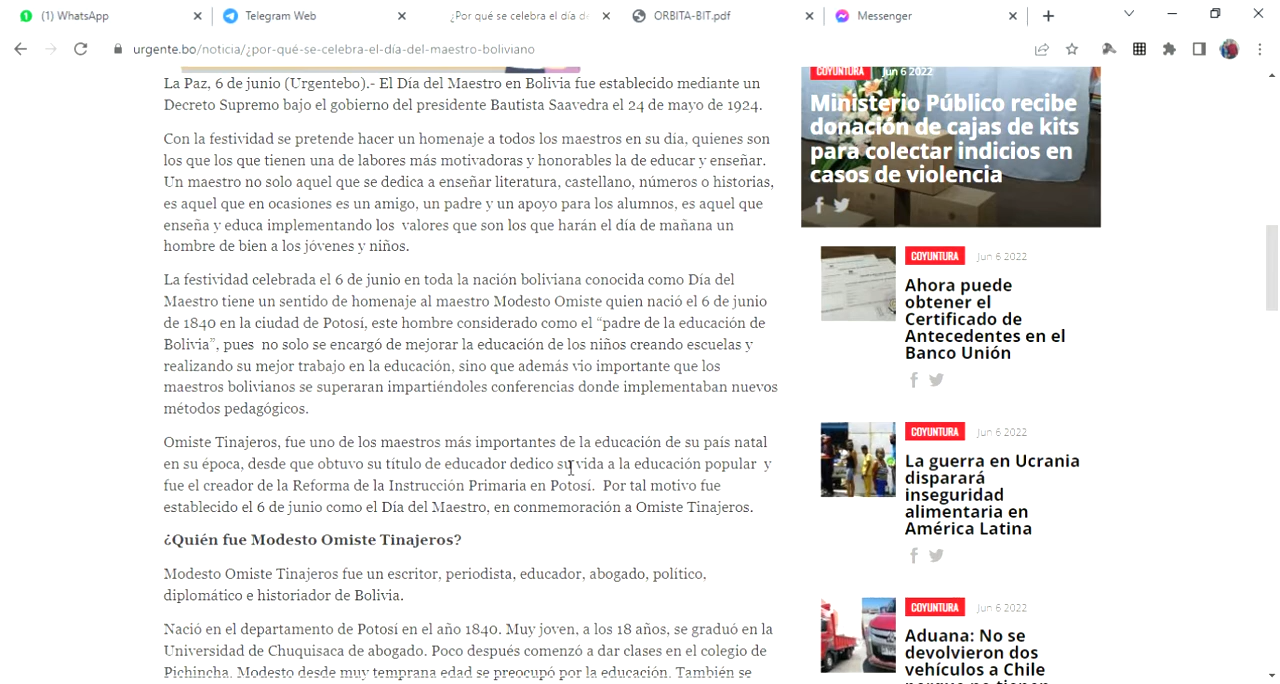 (1) WhatsApp
Telegram Web
¿Por qué se celebra el día de
ORBITA-BIT.pdf
Messenger
urgente.bo/noticia/¿por-qué-se-celebra-el-día-del-maestro-boliviano
La Paz, 6 de junio (Urgentebo).- El Día del Maestro en Bolivia fue establecido mediante un
Decreto Supremo bajo el gobierno del presidente Bautista Saavedra el 24 de mayo de 1924.
Con la festividad se pretende hacer un homenaje a todos los maestros en su día, quienes son
los que los que tienen una de labores más motivadoras y honorables la de educar y enseñar.
Un maestro no solo aquel que se dedica a enseñar literatura, castellano, números o historias,
es aquel que en ocasiones es un amigo, un padre y un apoyo para los alumnos, es aquel que
enseña y educa implementando los valores que son los que harán el día de mañana un
hombre de bien a los jóvenes y niños.
La festividad celebrada el 6 de junio en toda la nación boliviana conocida como Día del
Maestro tiene un sentido de homenaje al maestro Modesto Omiste quien nació el 6 de junio
de 1840 en la ciudad de Potosí, este hombre considerado como el “padre de la educación de
Bolivia”, pues no solo se encargó de mejorar la educación de los niños creando escuelas y
realizando su mejor trabajo en la educación, sino que además vio importante que los
maestros bolivianos se superaran impartiéndoles conferencias donde implementaban nuevos
métodos pedagógicos.
Omiste Tinajeros, fue uno de los maestros más importantes de la educación de su país natal
en su época, desde que obtuvo su título de educador dedico su vida a la educación popular y
fue el creador de la Reforma de la Instrucción Primaria en Potosí. Por tal motivo fue
establecido el 6 de junio como el Día del Maestro, en conmemoración a Omiste Tinajeros.
¿Quién fue Modesto Omiste Tinajeros?
Modesto Omiste Tinajeros fue un escritor, periodista, educador, abogado, político,
diplomático e historiador de Bolivia.
Nació en el departamento de Potosí en el año 1840. Muy joven, a los 18 años, se graduó en la
Universidad de Chuquisaca de abogado. Poco después comenzó a dar clases en el colegio de
Pichincha. Modesto desde muy temprana edad se preocupó por la educación. También se
COYUNTURA Jun 6 2022
Ministerio Público recibe
donación de cajas de kits
para colectar indicios en
casos de violencia
COYUNTURA Jun 6 2022
Ahora puede
obtener el
Certificado de
Antecedentes en el
Banco Unión
COYUNTURA Jun 6 2022
La guerra en Ucrania
disparará
inseguridad
alimentaria en
América Latina
COYUNTURA Jun 6 2022
Aduana: No se
devolvieron dos
vehículos a Chile
porque no tienen